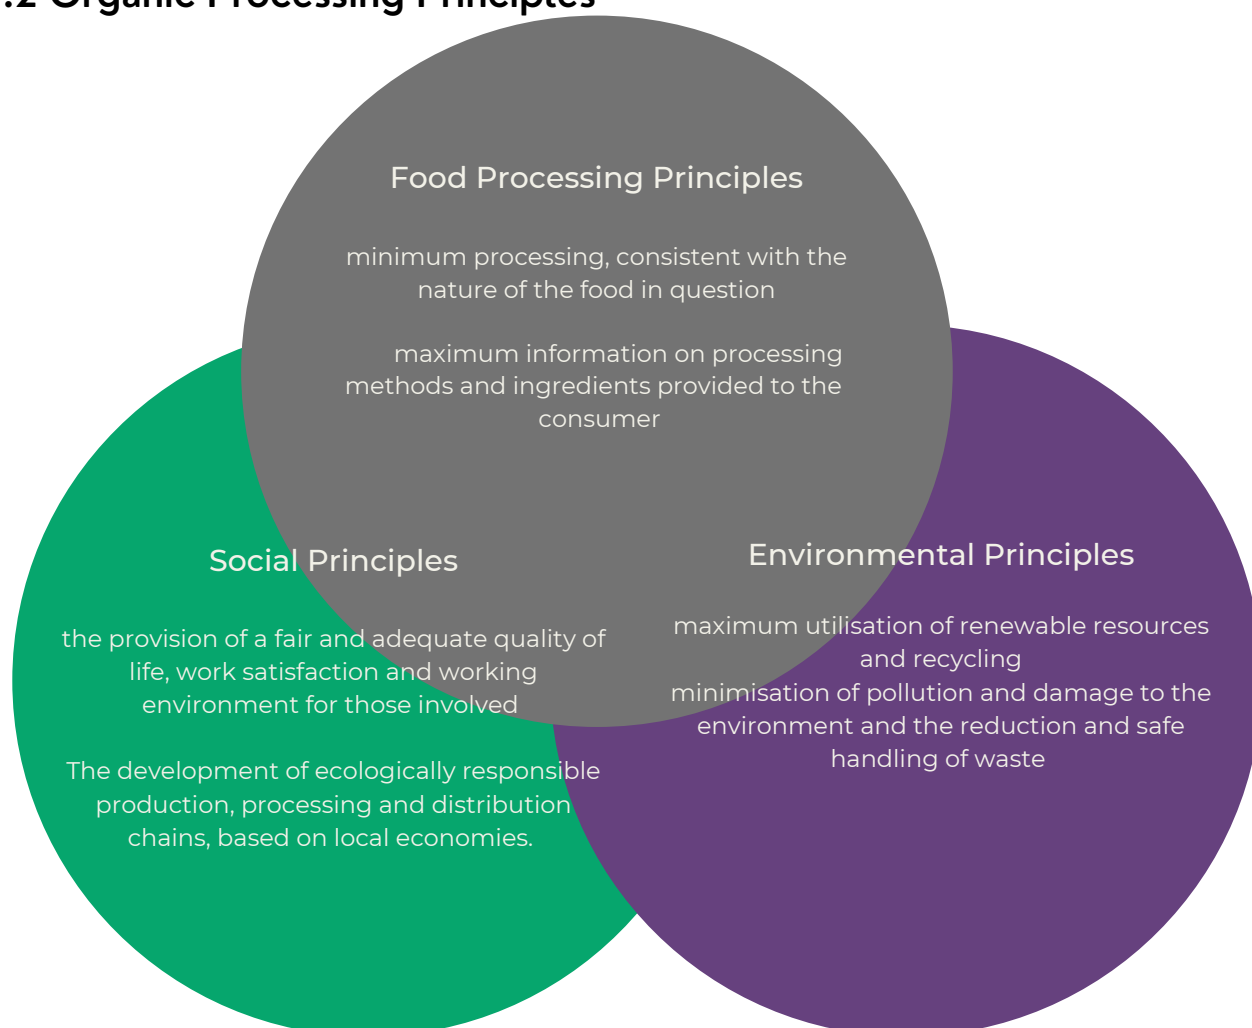 .2 Organic Processing Principles
Food Processing Principles
minimum processing, consistent with the
nature of the food in question
maximum information on processing
methods and ingredients provided to the
consumer
Social Principles
the provision of a fair and adequate quality of
life, work satisfaction and working
environment for those involved
The development of ecologically responsible
production, processing and distribution
chains, based on local economies.
Environmental Principles
maximum utilisation of renewable resources
and recycling
minimisation of pollution and damage to the
environment and the reduction and safe
handling of waste